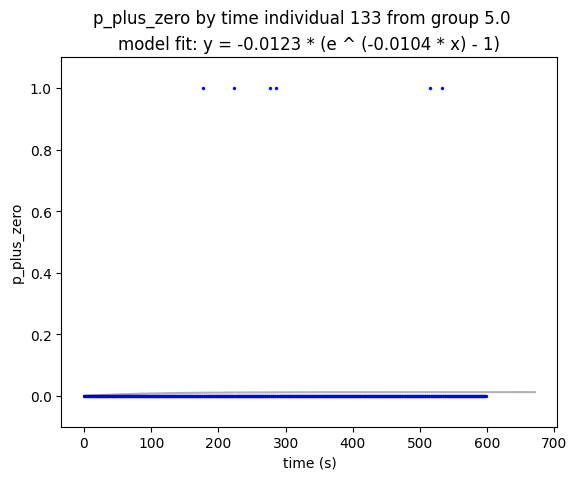 p_plus_zero by time individual 133 from group 5.0
model fit: y = -0.0123 * (e ^ (-0.0104 * x) - 1)
1.0
0.8
0.6
0.4
0.2
0.0
p_plus_zero
0 100 200 300 400 500 600 700
time (s)